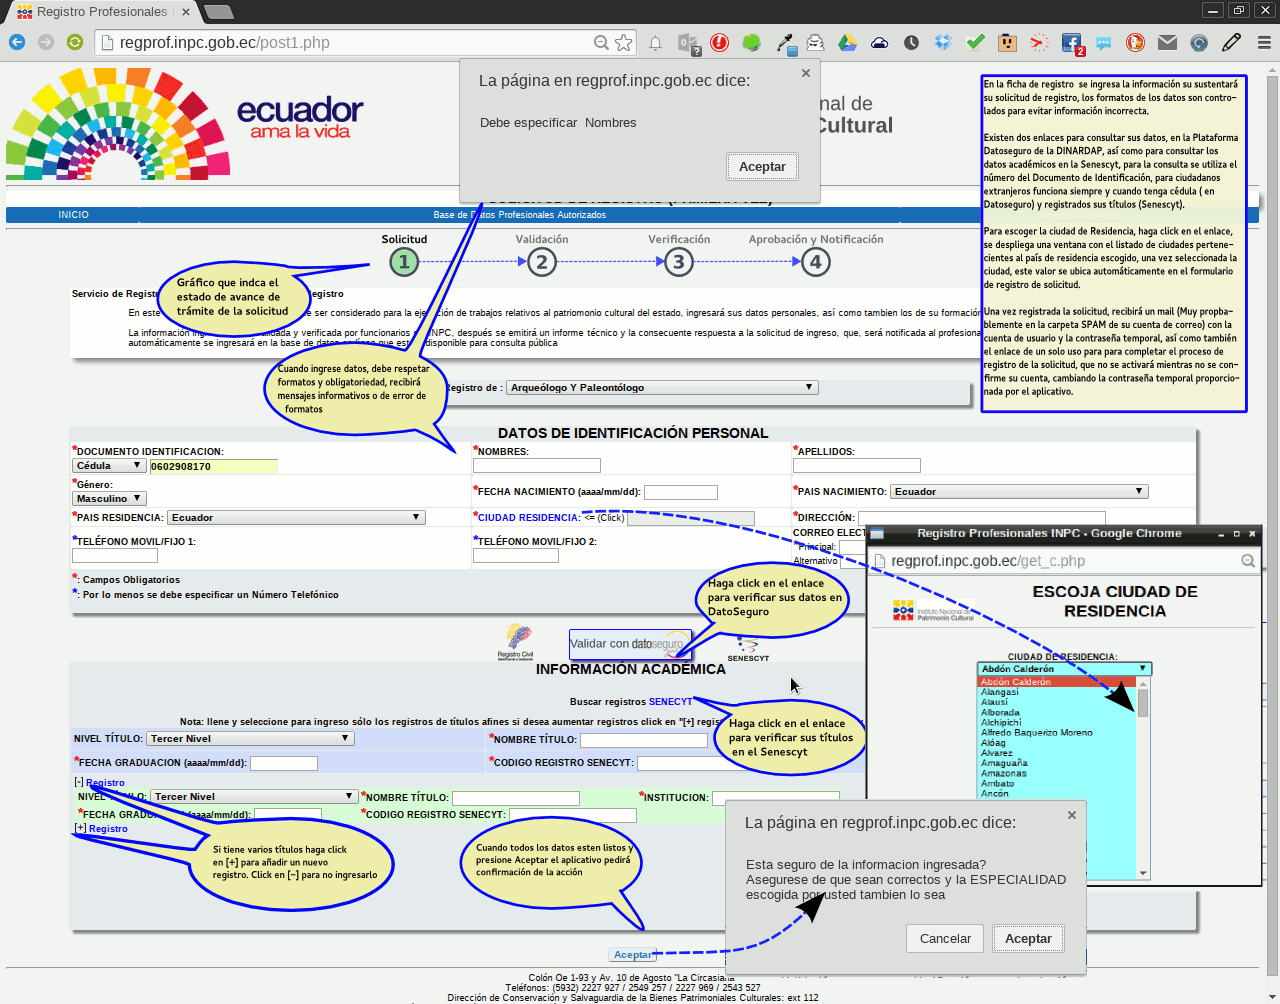 Registro Profesionales
regprof.inpc.gob.ec/post1.php
ecuador
ama la vida
nal de
Cultural
La página en regprof.inpc.gob.ec dice:
Debe especificar  Nombres
Aceptar
En la ficha de registro  se ingresa la información su sustentará
su solicitud de registro, los formatos de los datos son contro-
lados para evitar información incorrecta.
Existen dos enlaces para consultar sus datos, en la Plataforma
Datoseguro de la DINARDAP, así como para consultar los
datos académicos en la Senescyt, para la consulta se utiliza el
número del Documento de Identificación, para ciudadanos
extranjeros funciona siempre y cuando tenga cédula ( en
Datoseguro) y registrados sus títulos (Senescyt).
Para escoger la ciudad de Residencia, haga click en el enlace,
se despliega una ventana con el listado de ciudades pertene-
cientes al país de residencia escogido, una vez seleccionada la
ciudad, este valor se ubica automáticamente en el formulario
de registro de solicitud.
Una vez registrada la solicitud, recibirá un mail (Muy propba-
blemente en la carpeta SPAM de su cuenta de correo) con la
cuenta de usuario y la contraseña temporal, así como también
el enlace de un solo uso para para completar el proceso de
registro de la solicitud, que no se activará mientras no se con-
firme su cuenta, cambiando la contraseña temporal proporcio-
nada por el aplicativo.
INICIO
Base de Datos Profesionales Autorizados
Solicitud
Validación
Verificación
Aprobación y Notificación
1
2
3
4
Gráfico que indca el
estado de avance de
trámite de la solicitud
Servicio de Registr
egistro
En este
ser considerado para la eje
ción de trabajos relativos al patriomonio cultural del estado, ingresará sus datos personales, así como tambien los de su formación
La información ing
idada y verificada por funcionarios
INPC, después se emitirá un informe técnico y la consecuente respuesta a la solicitud de ingreso, que, será notificada al profesiona
automáticamente se ingresará en la base de datos en línea que esta
disponible para consulta pública
Cuando ingrese datos, debe respetar
formatos y obligatoriedad, recibirá
mensajes informativos o de error de
formatos
egistro de :
Arqueólogo Y Paleontólogo
DATOS DE IDENTIFICACIÓN PERSONAL
*DOCUMENTO IDENTIFICACION:
Cédula
0602908170
*NOMBRES:
*APELLIDOS:
*Género:
Masculino
*FECHA NACIMIENTO (aaaa/mm/dd):
*PAIS NACIMIENTO:
Ecuador
*PAIS RESIDENCIA:
Ecuador
*CIUDAD RESIDENCIA: <= (Click)
*DIRECCIÓN:
*TELÉFONO MOVIL/FIJO 1:
*TELÉFONO MOVIL/FIJO 2:
CORREO ELECT
*Principal:
Alternativo
*: Campos Obligatorios
*: Por lo menos se debe especificar un Número Telefónico
Haga click en el enlace
para verificar sus datos en
DatoSeguro
Registro Civil
Validar con datoseguro
SENESCYT
INFORMACIÓN ACADÉMICA
Buscar registros SENECYT
Nota: llene y seleccione para ingreso sólo los registros de títulos afines si desea aumentar registros click en "[+] regist
Haga click en el enlace
para verificar sus títulos
en el Senescyt
NIVEL TÍTULO:
Tercer Nivel
*NOMBRE TÍTULO:
*FECHA GRADUACION (aaaa/mm/dd):
*CODIGO REGISTRO SENECYT:
[-] Registro
NIVEL TÍTULO:
Tercer Nivel
*NOMBRE TÍTULO:
*INSTITUCION:
*FECHA GRADU
(aaaa/mm/dd):
*CODIGO REGISTRO SENECYT:
[+] Registro
Si tiene varios títulos haga click
en [+] para añadir un nuevo
registro. Click en [-] para no ingresarlo
Cuando todos los datos esten listos y
presione Aceptar el aplicativo pedirá
confirmación de la acción
Registro Profesionales INPC - Google Chrome
regprof.inpc.gob.ec/get_c.php
Instituto Nacional de
Patrimonio Cultural
ESCOJA CIUDAD DE
RESIDENCIA
CIUDAD DE RESIDENCIA:
Abdón Calderón
Abdón Calderón
Alangasí
Alausí
Alborada
Alchipichí
Alfredo Baquerizo Moreno
Alóag
Alvarez
Amaguaña
Amazonas
Ambato
Ancón
La página en regprof.inpc.gob.ec dice:
Esta seguro de la informacion ingresada?
Asegurese de que sean correctos y la ESPECIALIDAD
escogida por usted tambien lo sea
Cancelar
Aceptar
Aceptar
Colón Oe 1-93 y Av. 10 de Agosto "La Circasiana
Teléfonos: (5932) 2227 927 / 2549 257 / 2227 969 / 2543 527
Dirección de Conservación y Salvaguardia de la Bienes Patrimoniales Culturales: ext 112